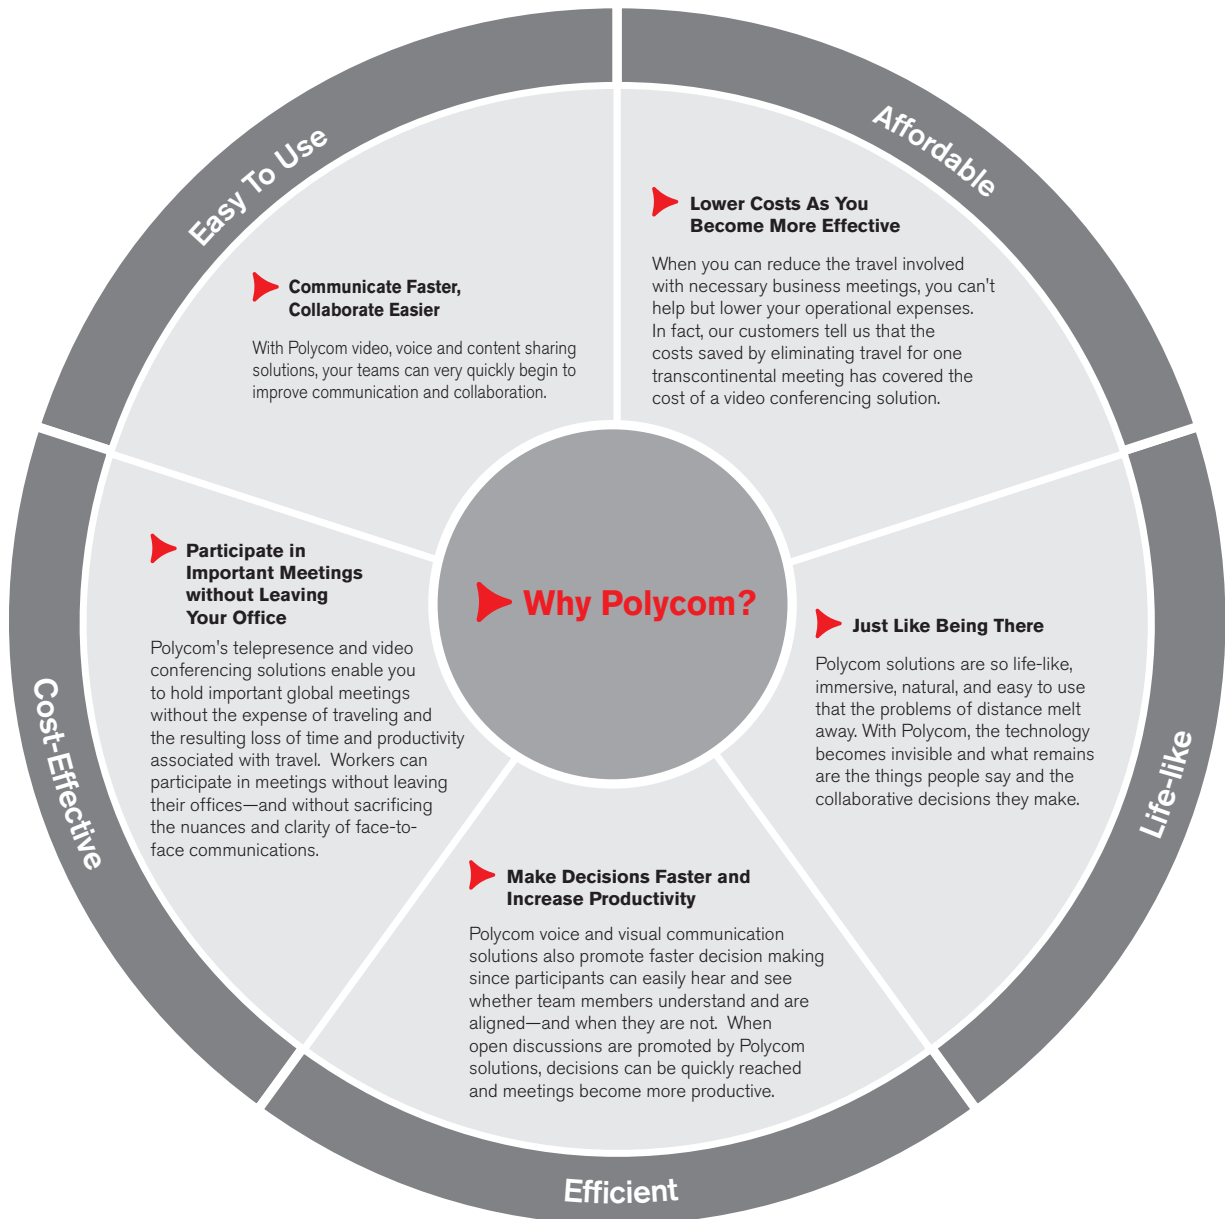 Easy To Use
Communicate Faster,
Collaborate Easier
With Polycom video, voice and content sharing
solutions, your teams can very quickly begin to
improve communication and collaboration.
Affordable
Lower Costs As You
Become More Effective
When you can reduce the travel involved
with necessary business meetings, you can't
help but lower your operational expenses.
In fact, our customers tell us that the
costs saved by eliminating travel for one
transcontinental meeting has covered the
cost of a video conferencing solution.
Cost-Effective
Participate in
Important Meetings
without Leaving
Your Office
Polycom's telepresence and video
conferencing solutions enable you
to hold important global meetings
without the expense of traveling and
the resulting loss of time and productivity
associated with travel.  Workers can
participate in meetings without leaving
their offices—and without sacrificing
the nuances and clarity of face-to-
face communications.
Why Polycom?
Life-like
Just Like Being There
Polycom solutions are so life-like,
immersive, natural, and easy to use
that the problems of distance melt
away. With Polycom, the technology
becomes invisible and what remains
are the things people say and the
collaborative decisions they make.
Make Decisions Faster and
Increase Productivity
Polycom voice and visual communication
solutions also promote faster decision making
since participants can easily hear and see
whether team members understand and are
aligned—and when they are not.  When
open discussions are promoted by Polycom
solutions, decisions can be quickly reached
and meetings become more productive.
Efficient